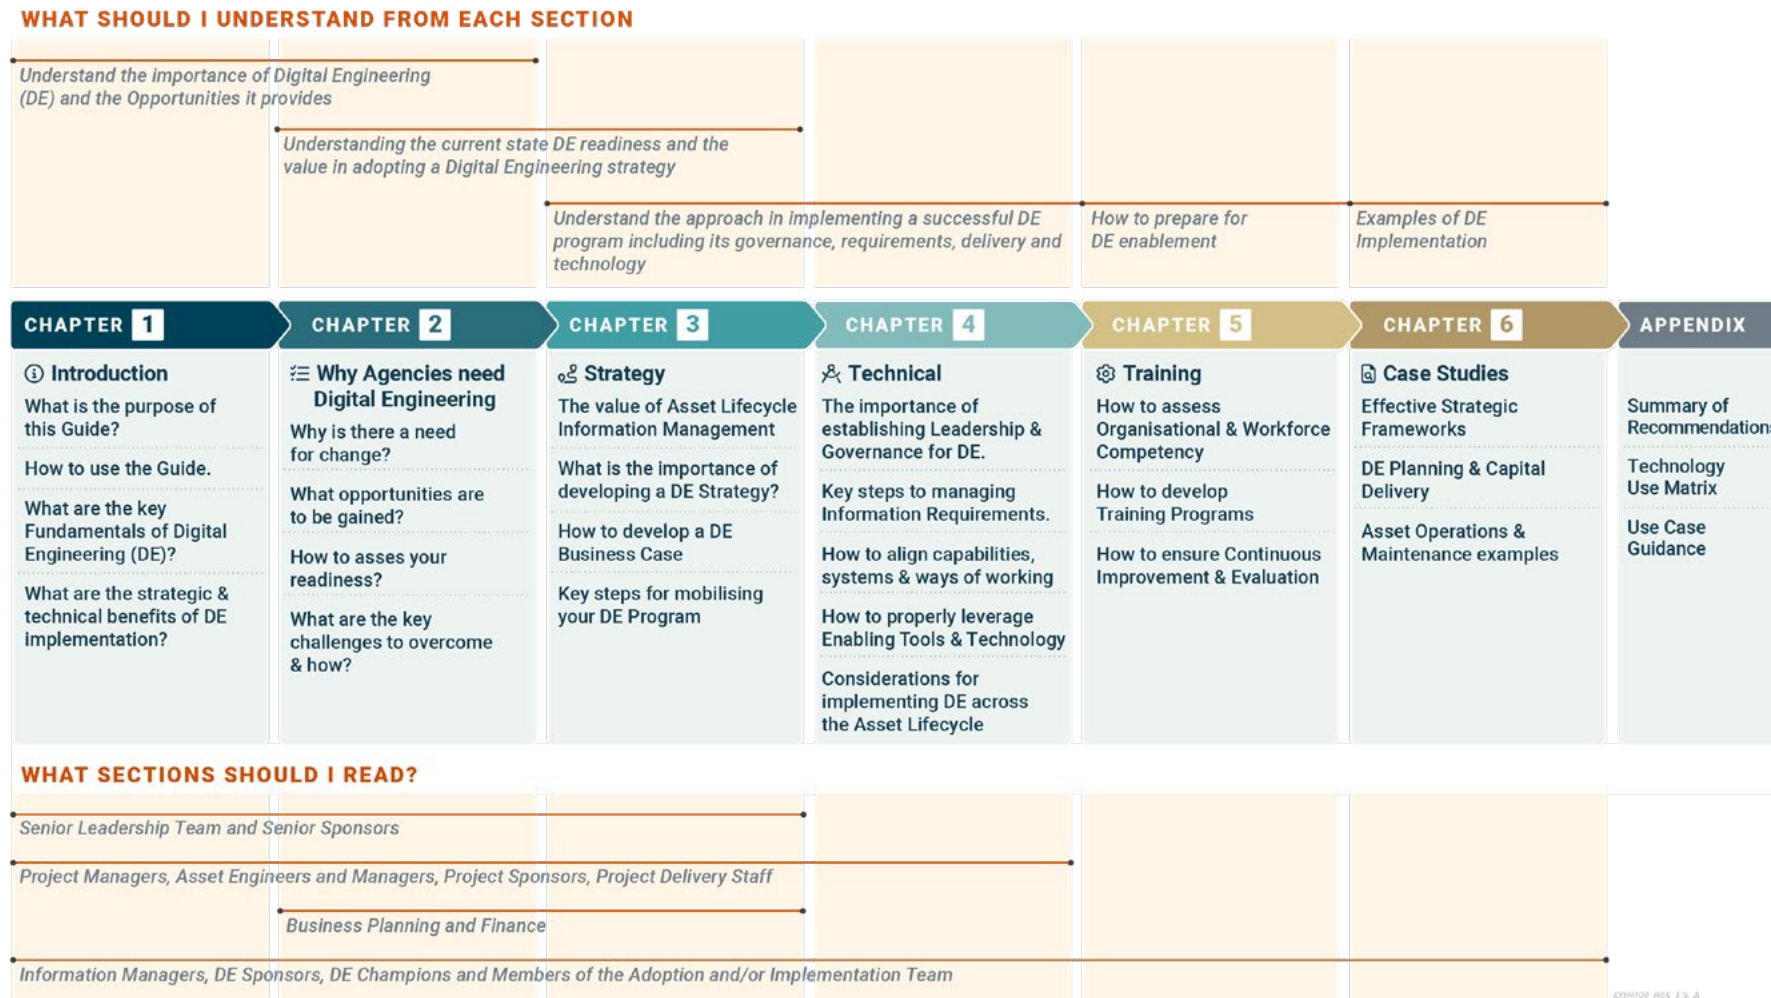 WHAT SHOULD I UNDERSTAND FROM EACH SECTION
Understand the importance of Digital Engineering
(DE) and the Opportunities it provides
Understanding the current state DE readiness and the
value in adopting a Digital Engineering strategy
Understand the approach in implementing a successful DE
program including its governance, requirements, delivery and
technology
How to prepare for
DE enablement
Examples of DE
Implementation
CHAPTER 1
Introduction
What is the purpose of
this Guide?
How to use the Guide.
What are the key
Fundamentals of Digital
Engineering (DE)?
What are the strategic &
technical benefits of DE
implementation?
CHAPTER 2
Why Agencies need
Digital Engineering
Why is there a need
for change?
What opportunities are
to be gained?
How to asses your
readiness?
What are the key
challenges to overcome
& how?
CHAPTER 3
Strategy
The value of Asset Lifecycle
Information Management
What is the importance of
developing a DE Strategy?
How to develop a DE
Business Case
Key steps for mobilising
your DE Program
CHAPTER 4
Technical
The importance of
establishing Leadership &
Governance for DE.
Key steps to managing
Information Requirements.
How to align capabilities,
systems & ways of working
How to properly leverage
Enabling Tools & Technology
Considerations for
implementing DE across
the Asset Lifecycle
CHAPTER 5
Training
How to assess
Organisational & Workforce
Competency
How to develop
Training Programs
How to ensure Continuous
Improvement & Evaluation
CHAPTER 6
Case Studies
Effective Strategic
Frameworks
DE Planning & Capital
Delivery
Asset Operations &
Maintenance examples
APPENDIX
Summary of
Recommendations
Technology
Use Matrix
Use Case
Guidance
WHAT SECTIONS SHOULD I READ?
Senior Leadership Team and Senior Sponsors
Project Managers, Asset Engineers and Managers, Project Sponsors, Project Delivery Staff
Business Planning and Finance
Information Managers, DE Sponsors, DE Champions and Members of the Adoption and/or Implementation Team